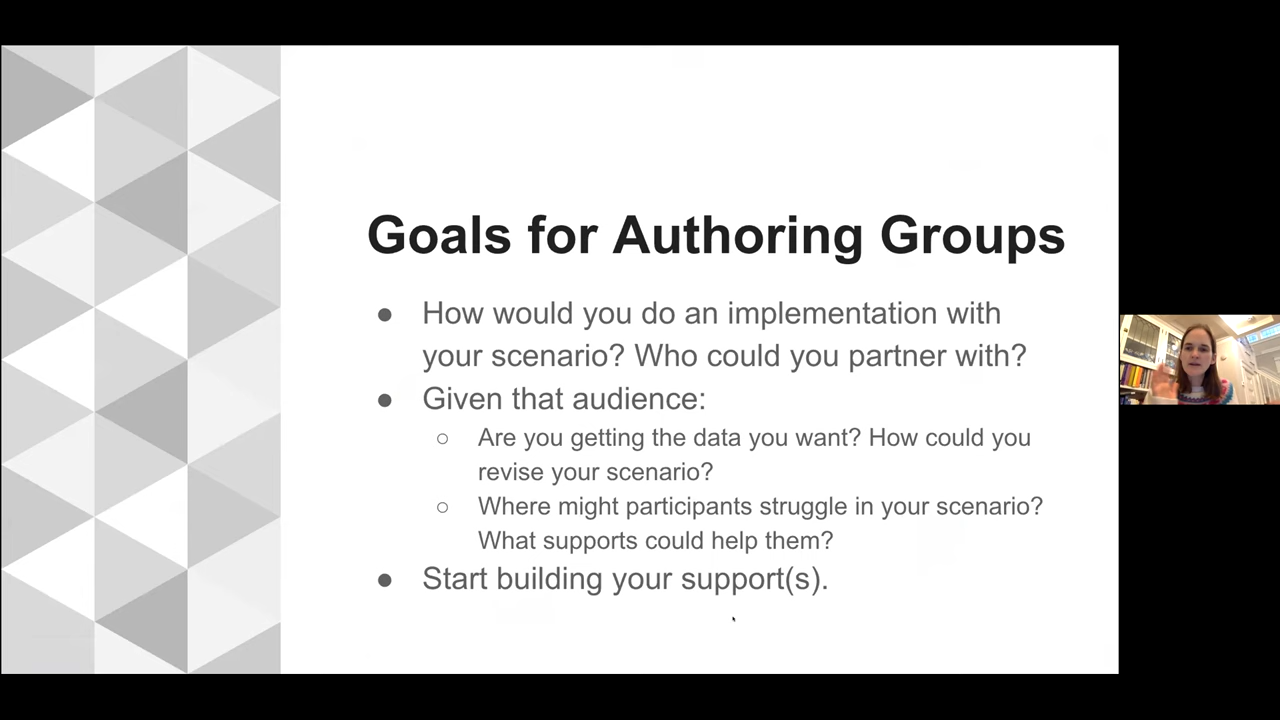 Goals for Authoring Groups
● How would you do an implementation with
your scenario? Who could you partner with?
● Given that audience:
○ Are you getting the data you want? How could you
revise your scenario?
○ Where might participants struggle in your scenario?
What supports could help them?
● Start building your support(s).